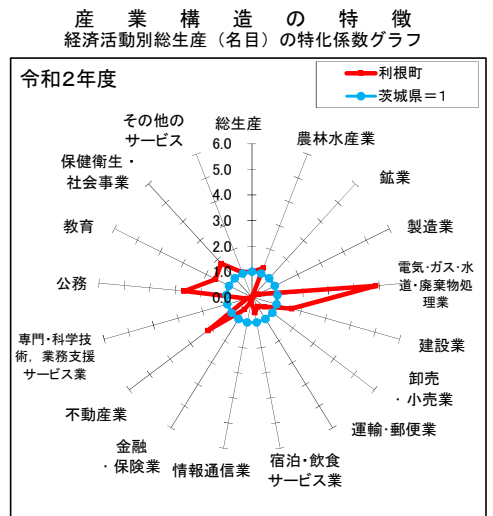 産業構造の特徴
経済活動別総生産（名目）の特化係数グラフ
令和２年度
利根町
茨城県＝１
総生産
農林水産業
鉱業
製造業
電気・ガス・水
道・廃棄物処
理業
建設業
卸売
・小売業
運輸・郵便業
宿泊・飲食
サービス業
情報通信業
金融
・保険業
不動産業
専門・科学技
術，業務支援
サービス業
公務
教育
保健衛生・
社会事業
その他の
サービス
6.0
5.0
4.0
3.0
2.0
1.0
0.0